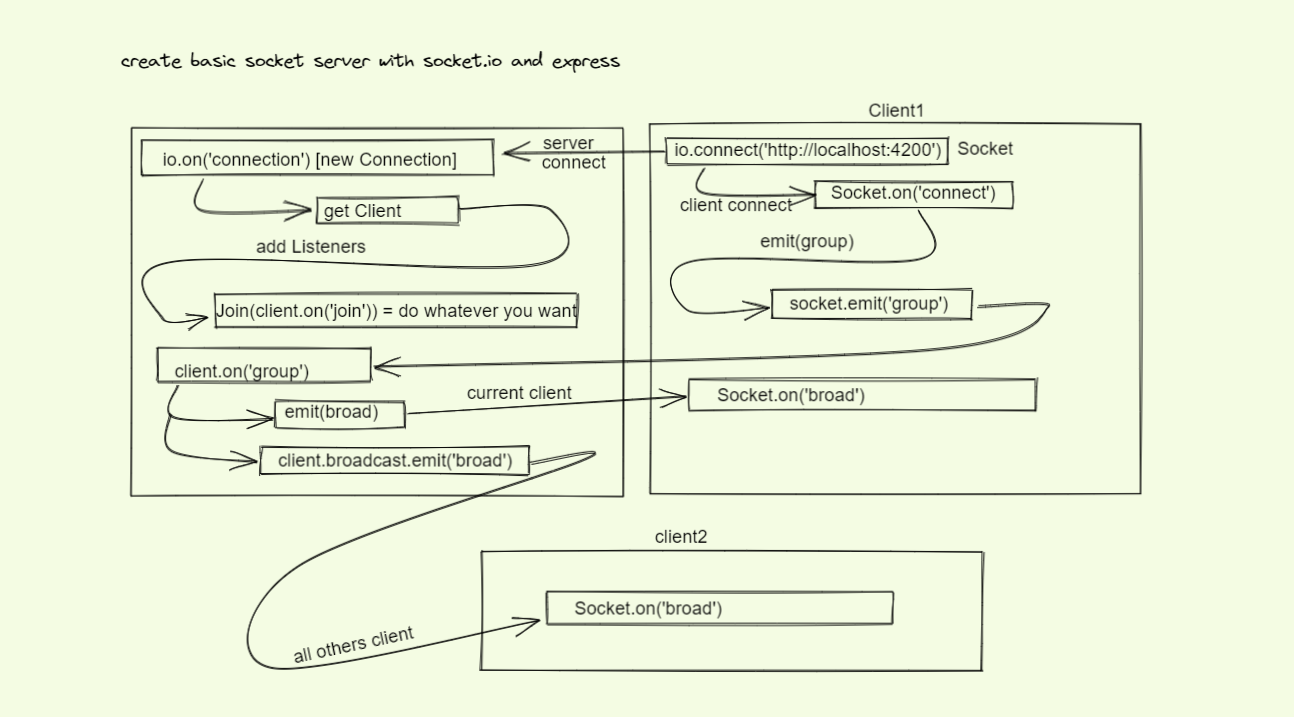 create basic socket server with socket.io and express
io.on('connection') [new Connection]
get Client
add Listeners
Join(client.on('join')) = do whatever you want
client.on('group')
emit(broad)
client.broadcast.emit('broad')
server
connect
current client
Client1
io.connect('http://localhost:4200')
Socket
client connect
Socket.on('connect')
emit(group)
socket.emit('group')
Socket.on('broad')
client2
Socket.on('broad')
all others client